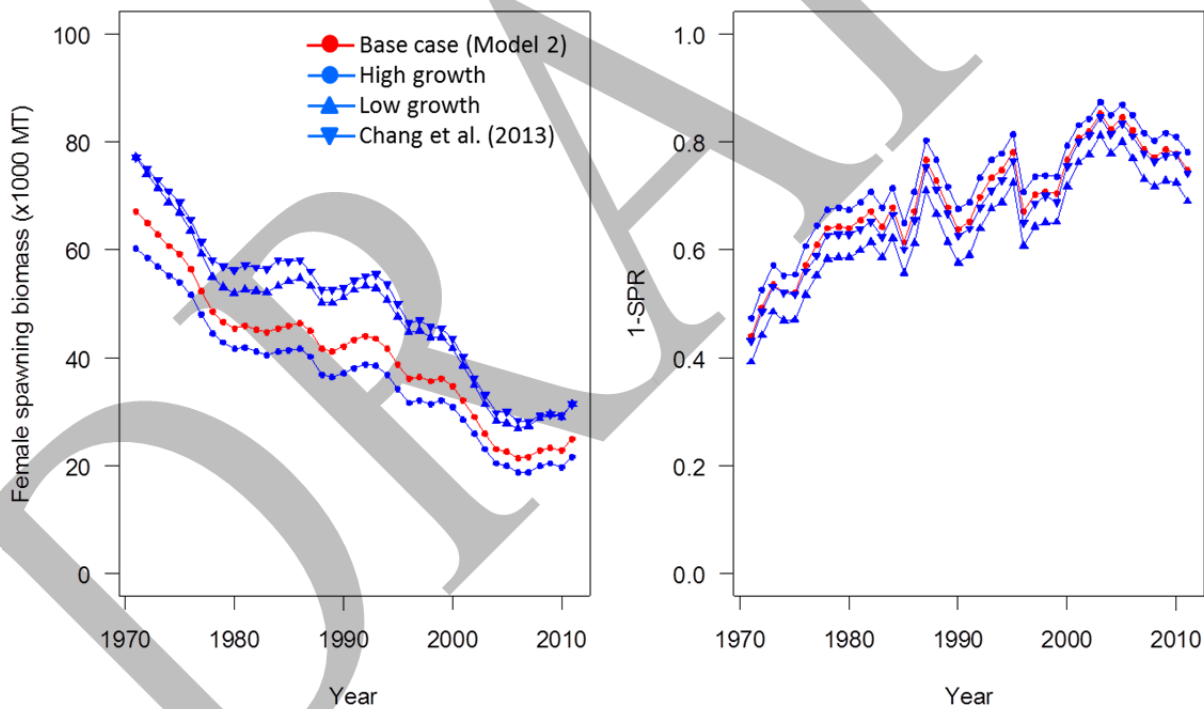 Base case (Model 2)
High growth
Low growth
Chang et al. (2013)
Female spawning biomass (x1000 MT)
100
80
60
40
20
0
1970 1980 1990 2000 2010
Year
1-SPR
1.0
0.8
0.6
0.4
0.2
0.0
1970 1980 1990 2000 2010
Year
DRA